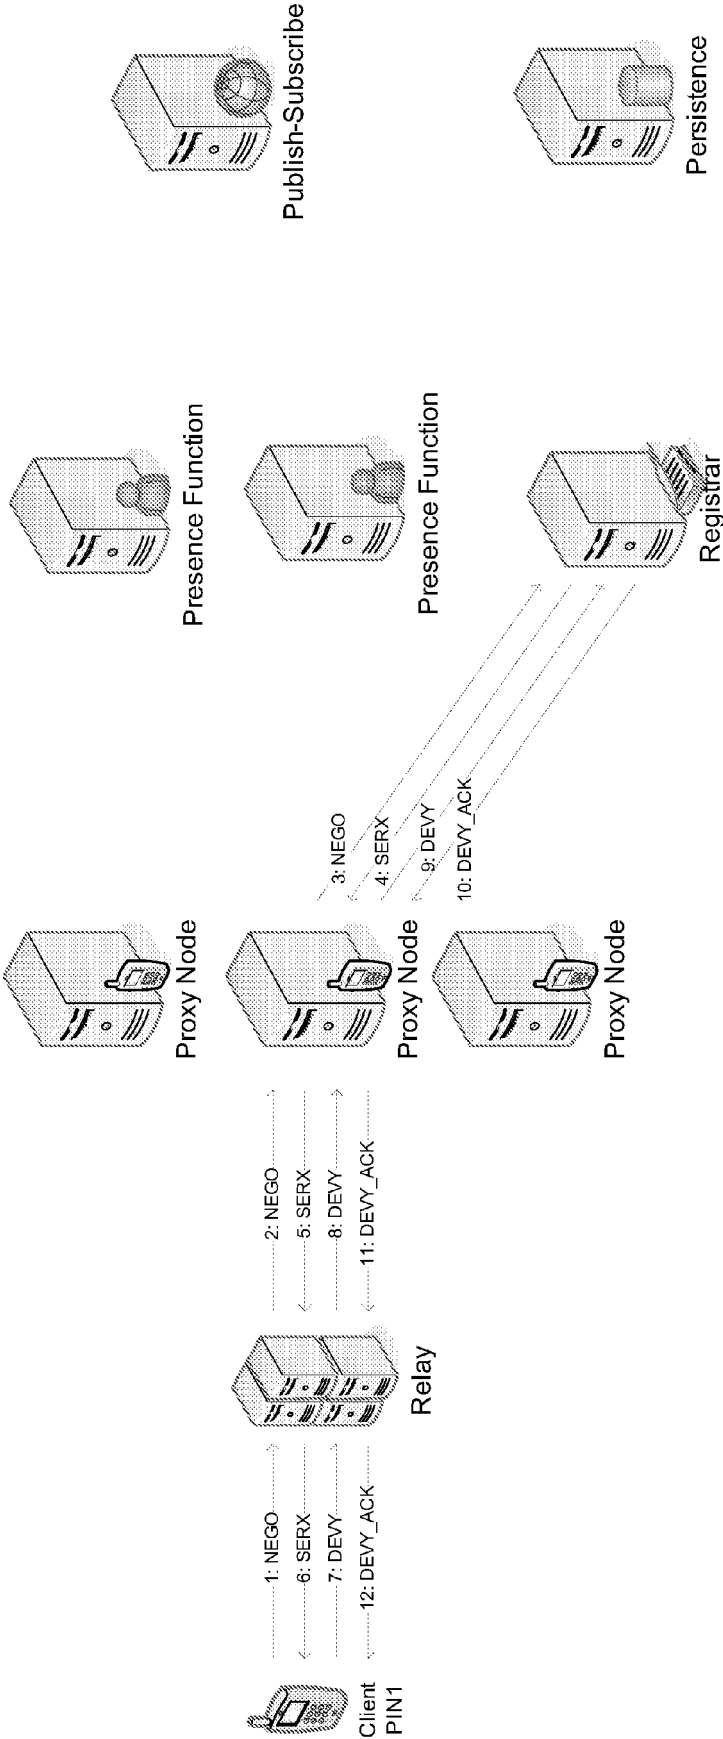 Publish-Subscribe
Persistence
Presence Function
Presence Function
Registrar
3: NEGO
4: SERX
9: DEVY
10: DEVY_ACK
Proxy Node
Proxy Node
Proxy Node
2: NEGO
5: SERX
8: DEVY
11: DEVY_ACK
Relay
1: NEGO
6: SERX
7: DEVY
12: DEVY_ACK
Client
PIN1